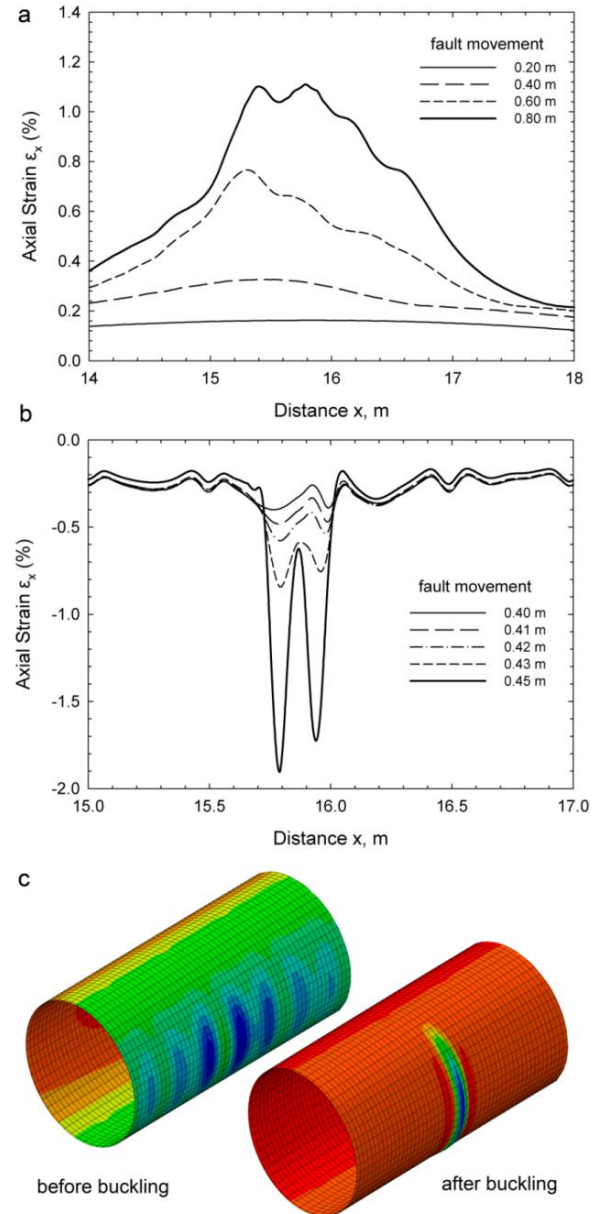 a
1.4
1.2
1.0
0.8
0.6
0.4
0.2
0.0
Axial Strain εx (%)
fault movement
0.20 m
0.40 m
0.60 m
0.80 m
14 15 16 17 18
Distance x, m
b
0.0
-0.5
-1.0
-1.5
-2.0
Axial Strain εx (%)
fault movement
0.40 m
0.41 m
0.42 m
0.43 m
0.45 m
15.0 15.5 16.0 16.5 17.0
Distance x, m
c
before buckling
after buckling